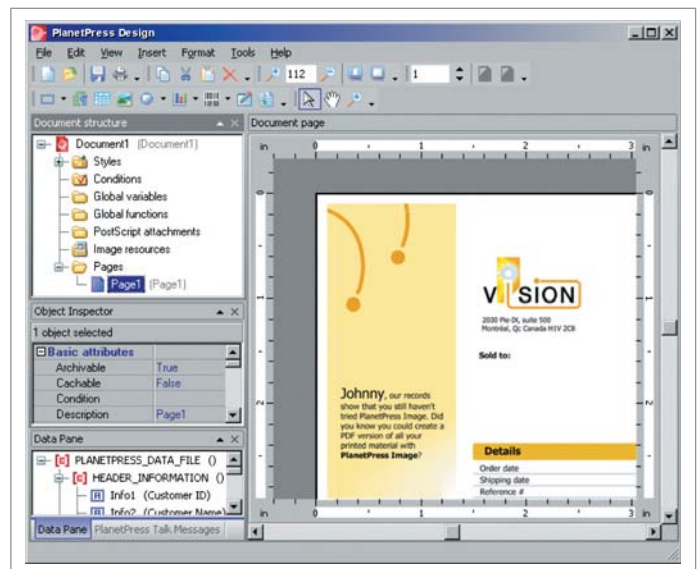 PlanetPress Design
File Edit View Insert Format Tools Help
112
1
Document structure
Document1 (Document1)
Styles
Conditions
Global variables
Global functions
PostScript attachments
Image resources
Pages
Page1 (Page1)
Object Inspector
1 object selected
Basic attributes
Archivable True
Cachable False
Condition
Description Page1
Data Pane
[E] PLANETPRESS_DATA_FILE ()
[E] HEADER_INFORMATION ()
[A] Info1 (Customer ID)
[A] Info2 (Customer Name)
Data Pane PlanetPress Talk Messages
Document page
in 0 1 2 3 in
0
1
2
0
1
2
ViSION
2030 Pie-IX, suite 500
Montréal, Qc Canada H1V 2C8
Sold to:
Johnny, our records
show that you still haven't
tried PlanetPress Image. Did
you know you could create a
PDF version of all your
printed material with
PlanetPress Image?
Details
Order date
Shipping date
Reference #
in 0 1 2 3 in